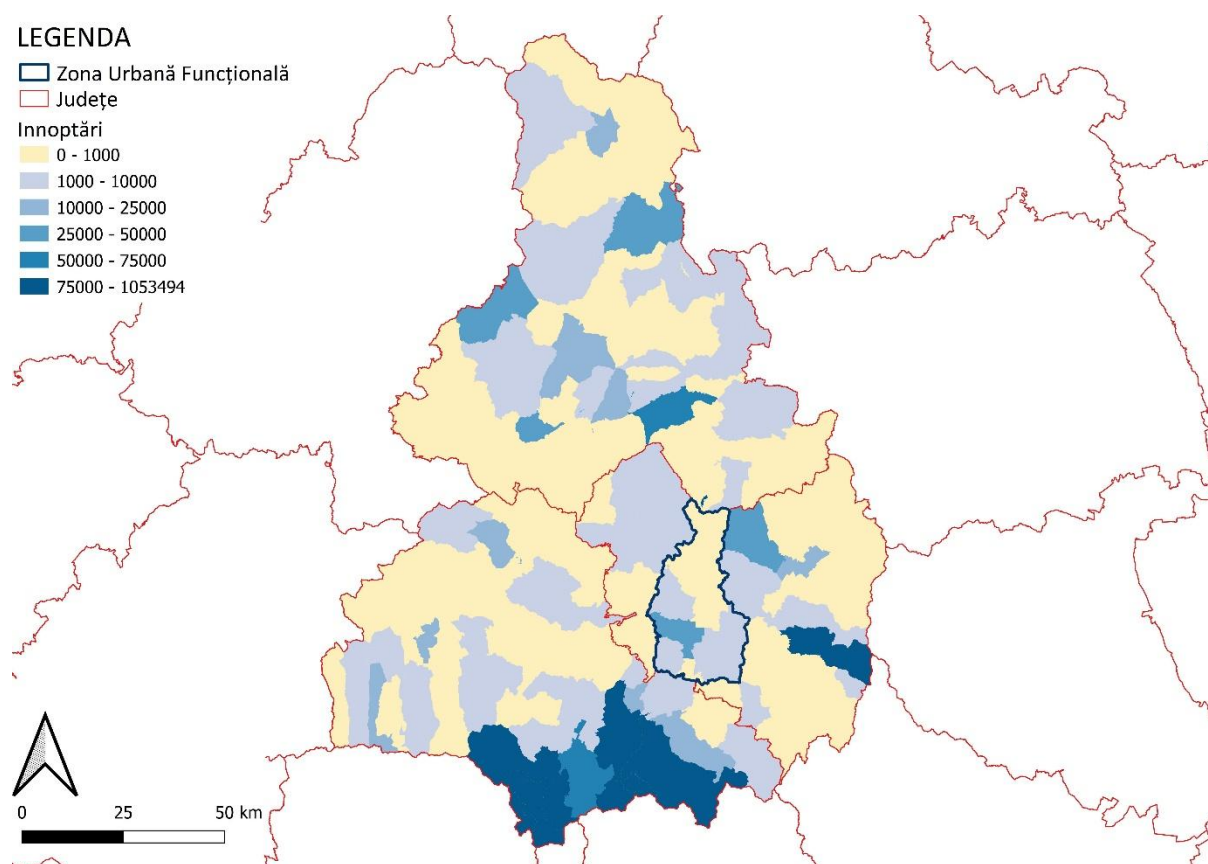 LEGENDA
Zona Urbană Funcțională
Județe
Innoptări
0 - 1000
1000 - 10000
10000 - 25000
25000 - 50000
50000 - 75000
75000 - 1053494
0 25 50 km